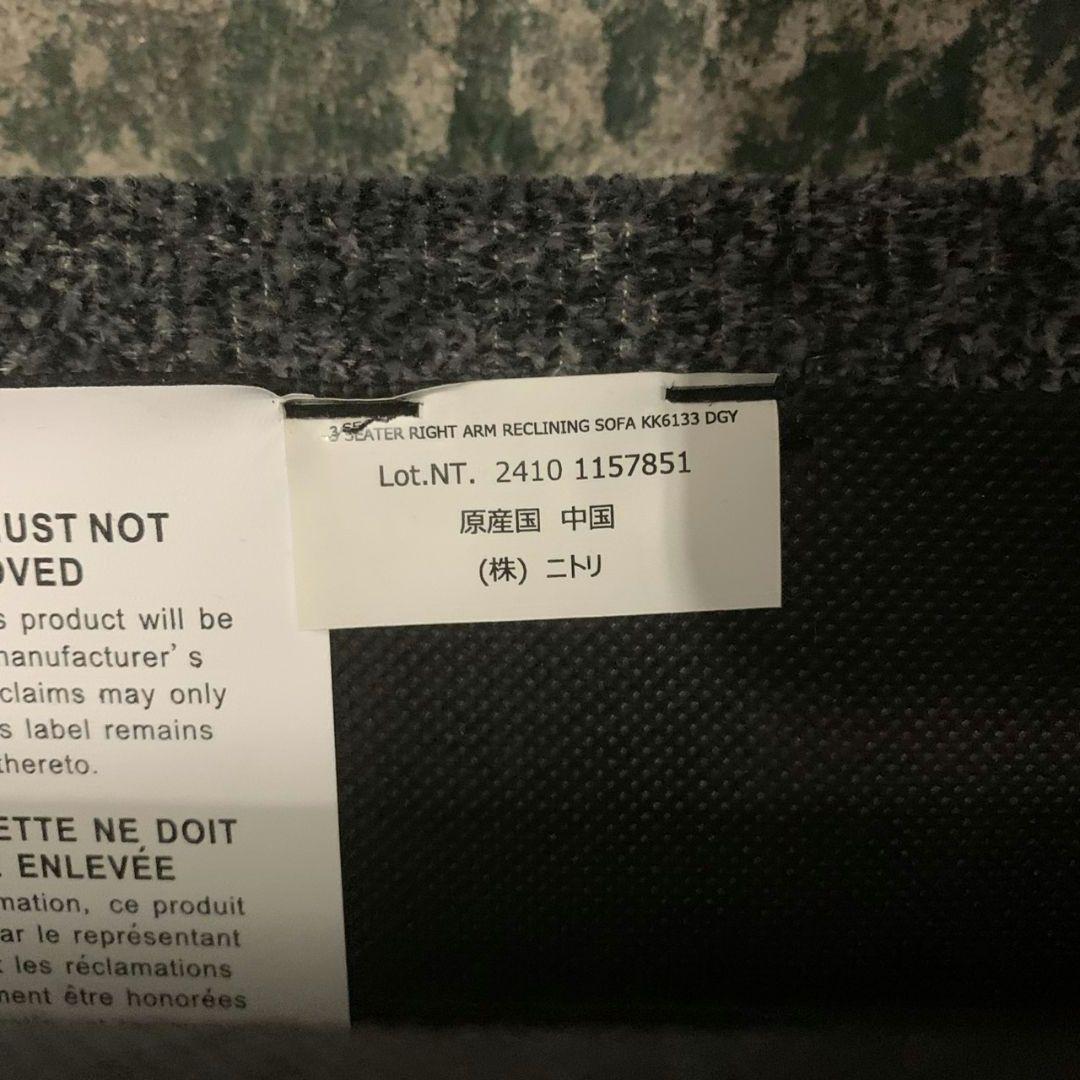 3 SEATER RIGHT ARM RECLINING SOFA KK6133 DGY
Lot.NT. 2410 1157851
原産国 中国
(株) ニトリ
UST NOT
OVED
s product will be
manufacturer's
claims may only
s label remains
thereto.
ETTE NE DOIT
ENLEVÉE
mation, ce produit
ar le représentant
les réclamations
ment être honorées